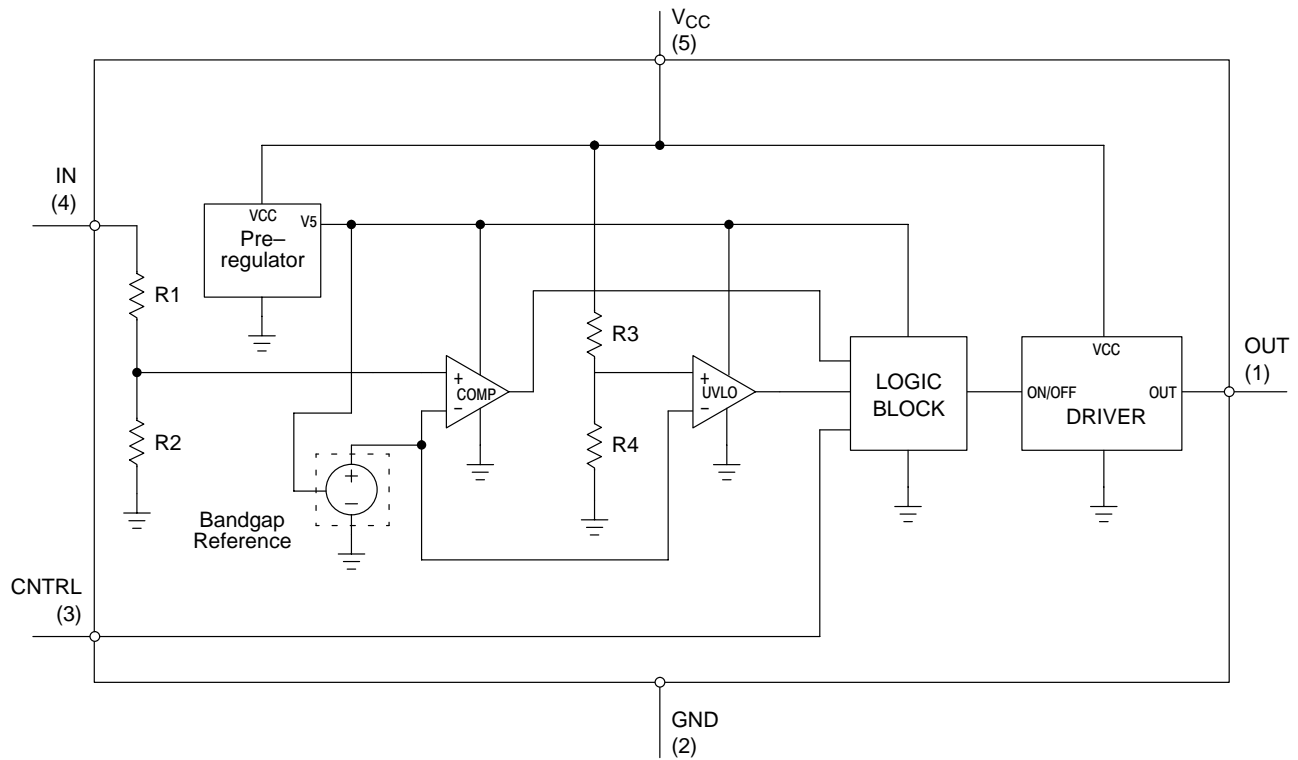 VCC
(5)
IN
(4)
VCC
V5
Pre–
regulator
R1
R3
VCC
OUT
(1)
+
COMP
–
+
UVLO
–
LOGIC
BLOCK
ON/OFF
OUT
DRIVER
R2
R4
+
–
Bandgap
Reference
CNTRL
(3)
GND
(2)